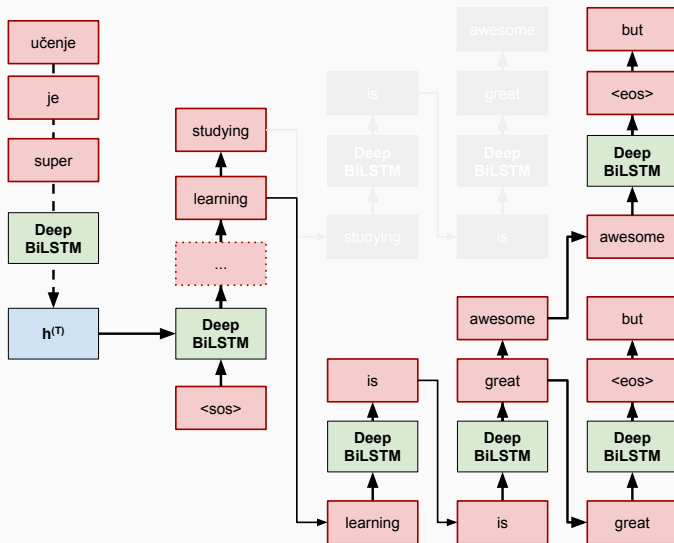 učenje
je
super
Deep
BiLSTM
h(T)
studying
learning
...
Deep
BiLSTM
<sos>
is
Deep
BiLSTM
studying
awesome
great
Deep
BiLSTM
is
is
Deep
BiLSTM
learning
awesome
great
Deep
BiLSTM
is
but
<eos>
Deep
BiLSTM
awesome
but
<eos>
Deep
BiLSTM
great